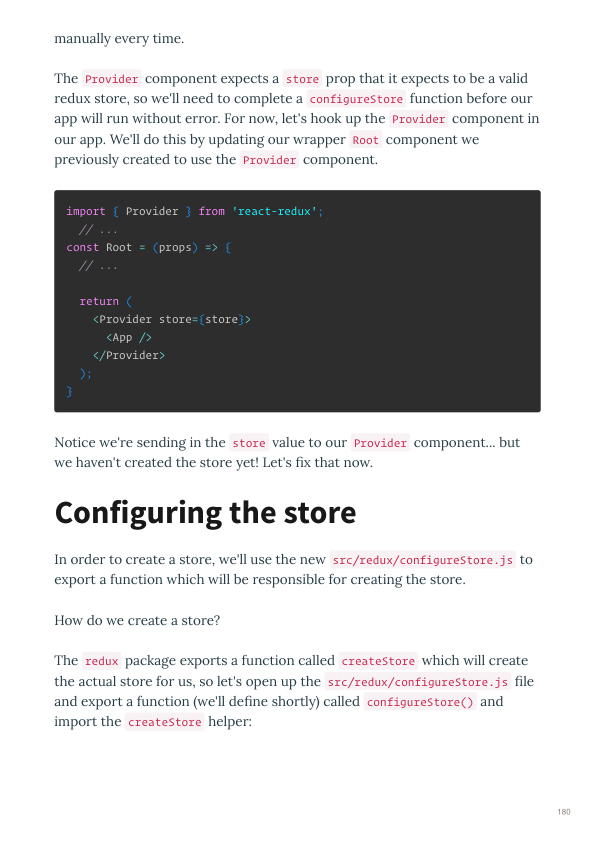 manually every time.
The Provider component expects a store prop that it expects to be a valid
redux store, so we'll need to complete a configureStore function before our
app will run without error. For now, let's hook up the Provider component in
our app. We'll do this by updating our wrapper Root component we
previously created to use the Provider component.
import { Provider } from 'react-redux';
  // ...
const Root = (props) => {
  // ...

  return (
    <Provider store={store}>
      <App />
    </Provider>
  );
}
Notice we're sending in the store value to our Provider component... but
we haven't created the store yet! Let's fix that now.
Configuring the store
In order to create a store, we'll use the new src/redux/configureStore.js to
export a function which will be responsible for creating the store.
How do we create a store?
The redux package exports a function called createStore which will create
the actual store for us, so let's open up the src/redux/configureStore.js file
and export a function (we'll define shortly) called configureStore() and
import the createStore helper:
180